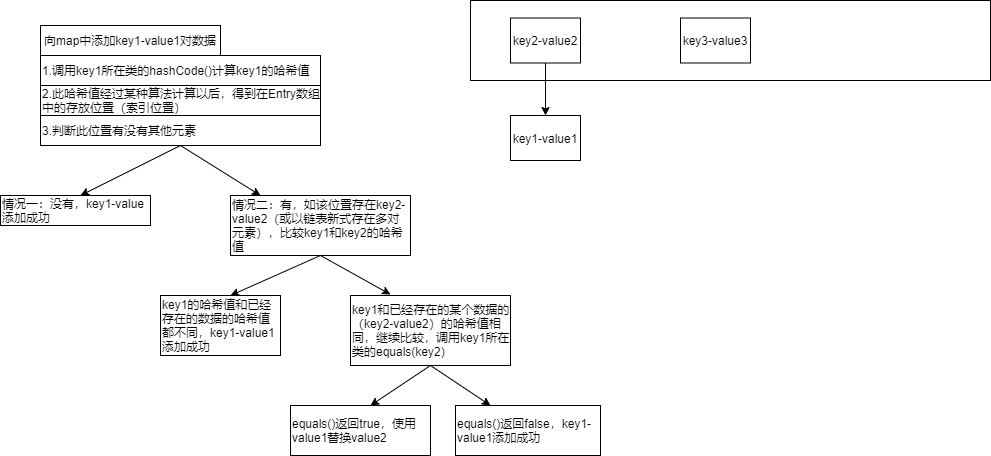 向map中添加key1-value1对数据
1.调用key1所在类的hashCode()计算key1的哈希值
2.此哈希值经过某种算法计算以后，得到在Entry数组
中的存放位置（索引位置）
3.判断此位置有没有其他元素
情况一：没有，key1-value
添加成功
情况二：有，如该位置存在key2-
value2（或以链表新式存在多对
元素），比较key1和key2的哈希
值
key1的哈希值和已经
存在的数据的哈希值
都不同，key1-value1
添加成功
key1和已经存在的某个数据的
（key2-value2）的哈希值相
同，继续比较，调用key1所在
类的equals(key2)
equals()返回true，使用
value1替换value2
equals()返回false，key1-
value1添加成功
key2-value2
key3-value3
key1-value1